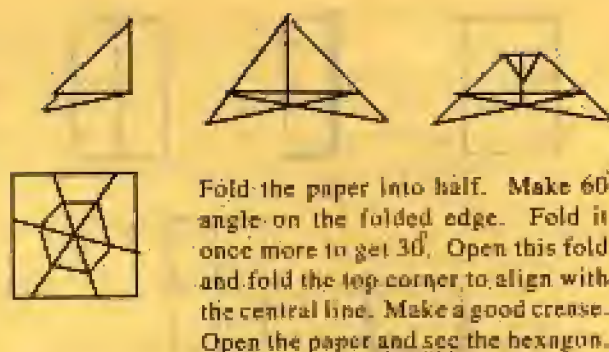 Fold the paper into half. Make 60°
angle on the folded edge. Fold it
once more to get 30°. Open this fold
and fold the top corner to align with
the central line. Make a good crease.
Open the paper and see the hexagon.